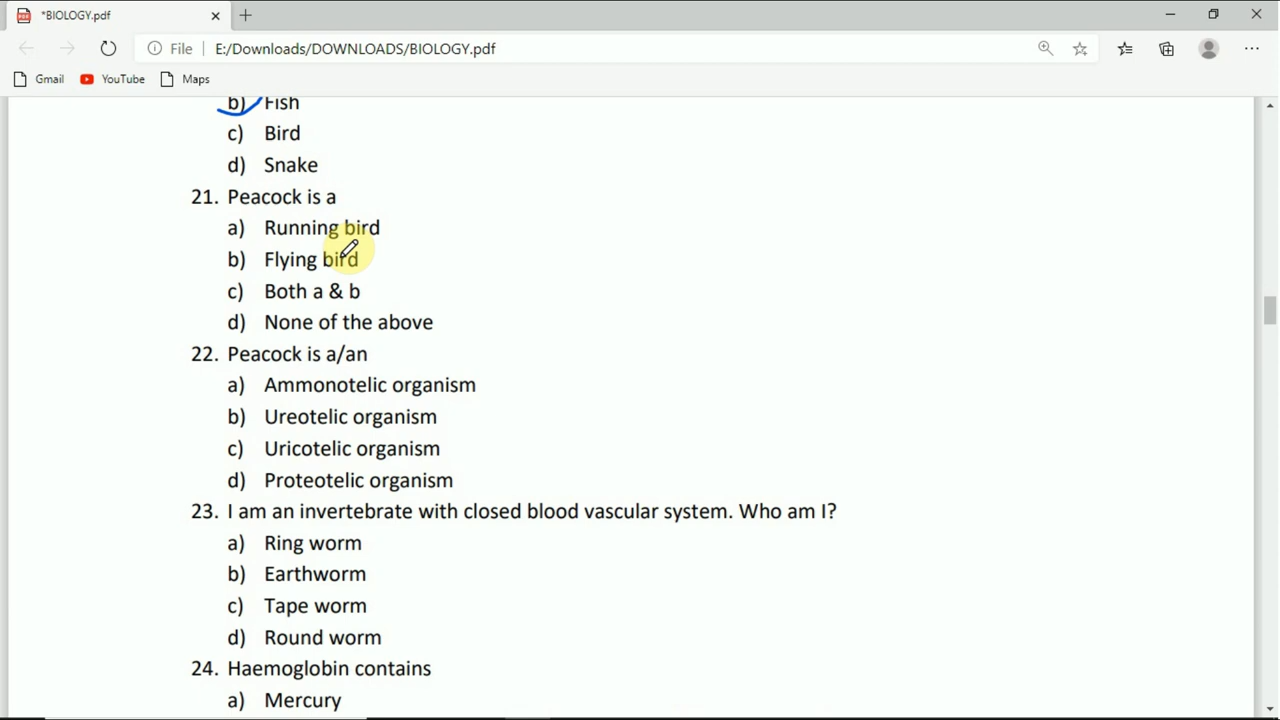 *BIOLOGY.pdf
File E:/Downloads/DOWNLOADS/BIOLOGY.pdf
Gmail YouTube Maps
b) Fish
c) Bird
d) Snake
21. Peacock is a
a) Running bird
b) Flying bird
c) Both a & b
d) None of the above
22. Peacock is a/an
a) Ammonotelic organism
b) Ureotelic organism
c) Uricotelic organism
d) Proteotelic organism
23. I am an invertebrate with closed blood vascular system. Who am I?
a) Ring worm
b) Earthworm
c) Tape worm
d) Round worm
24. Haemoglobin contains
a) Mercury